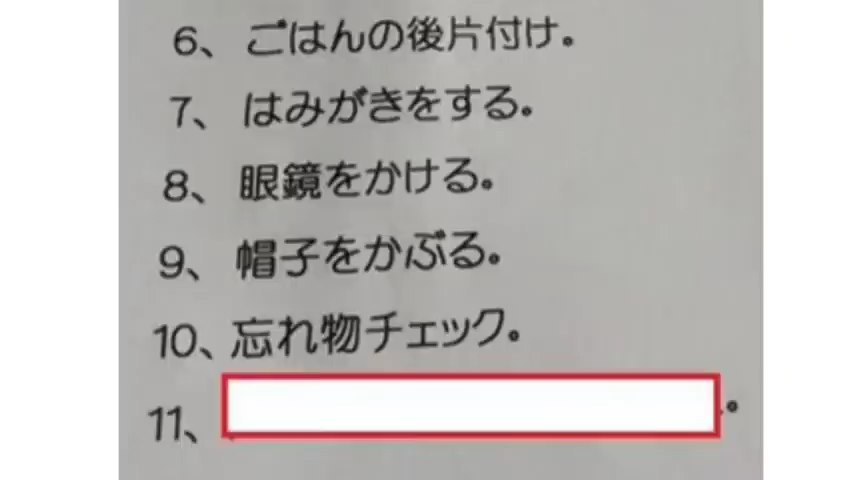 6、ごはんの後片付け。
7、はみがきをする。
8、眼鏡をかける。
9、帽子をかぶる。
10、忘れ物チェック。
11、。